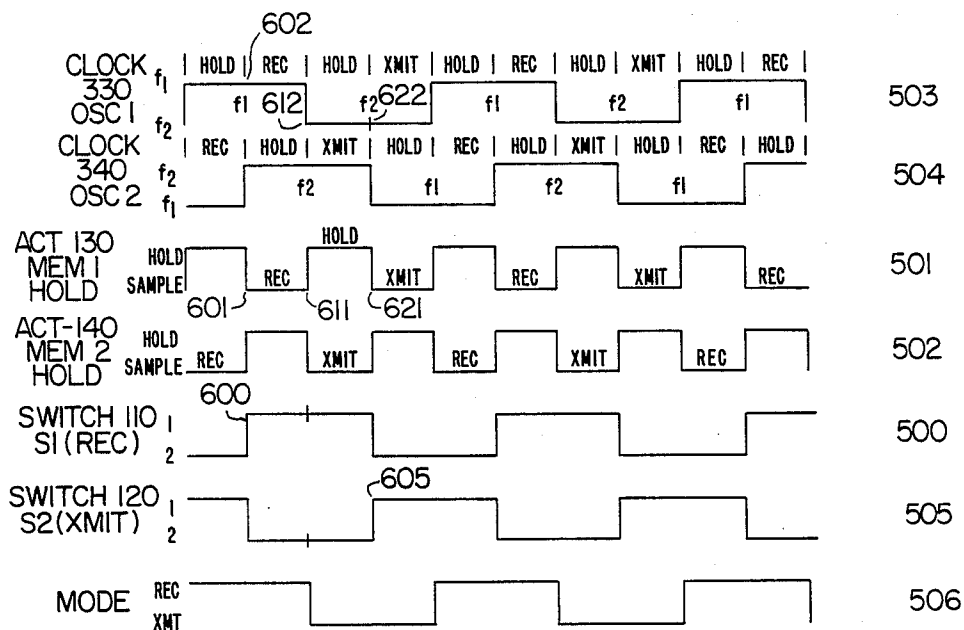 602
CLOCK 330 OSC 1
| HOLD | REC | HOLD | XMIT | HOLD | REC | HOLD | XMIT | HOLD | REC |
f1
f1 612 f2 622 f1 f2 f1
f2
503
CLOCK 340 OSC 2
| REC | HOLD | XMIT | HOLD | REC | HOLD | XMIT | HOLD | REC | HOLD |
f2
f2 f1 f2 f1
f1
504
ACT 130 MEM 1 HOLD
HOLD
HOLD
SAMPLE REC XMIT REC XMIT REC
601 611 621
501
ACT-140 MEM 2 HOLD
HOLD
SAMPLE REC XMIT REC XMIT REC
502
600
SWITCH 110 1
S1 (REC) 2
500
605
SWITCH 120 1
S2 (XMIT) 2
505
MODE
REC
XMT
506